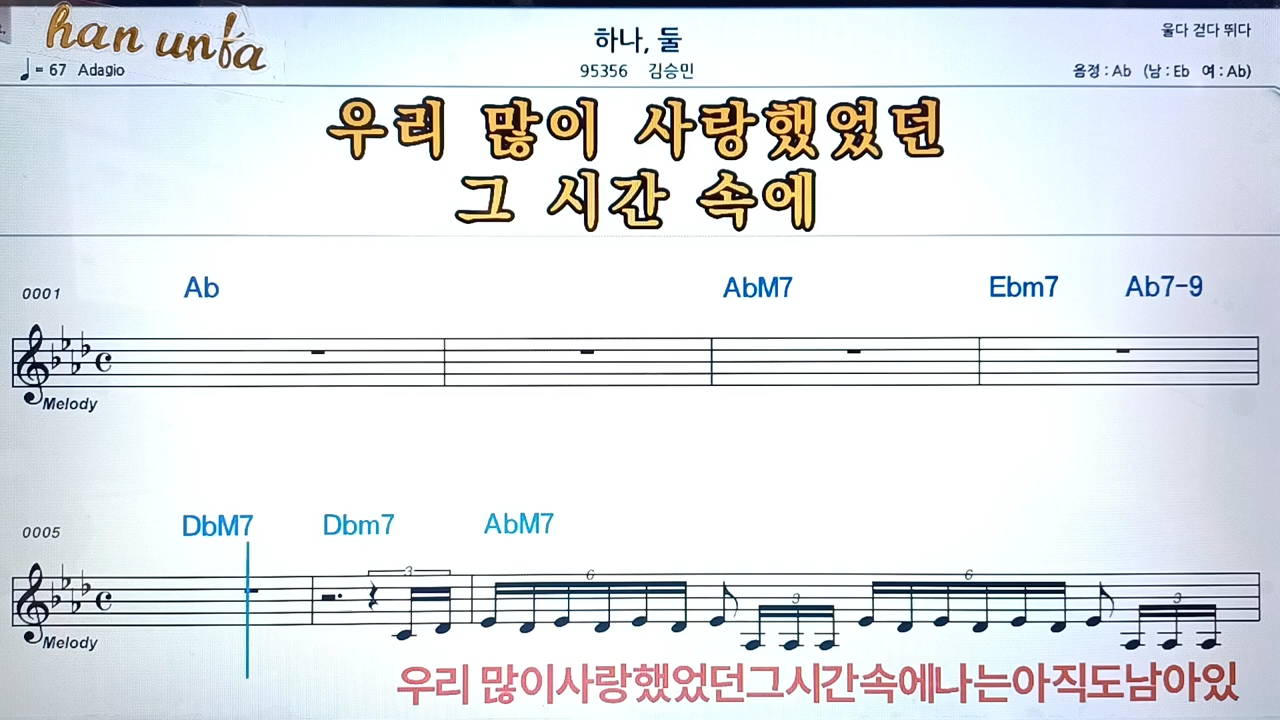 han unfa
하나, 둘
울다 걷다 뛰다
♩= 67 Adagio
95356 김승민
음정 : Ab (남 : Eb 여 : Ab)
우리 많이 사랑했었던
그 시간 속에
0001
Ab AbM7 Ebm7 Ab7-9
Melody
0005
DbM7 Dbm7 AbM7
3 6 3 6 3
Melody
우리 많이사랑했었던그시간속에나는아직도남아있